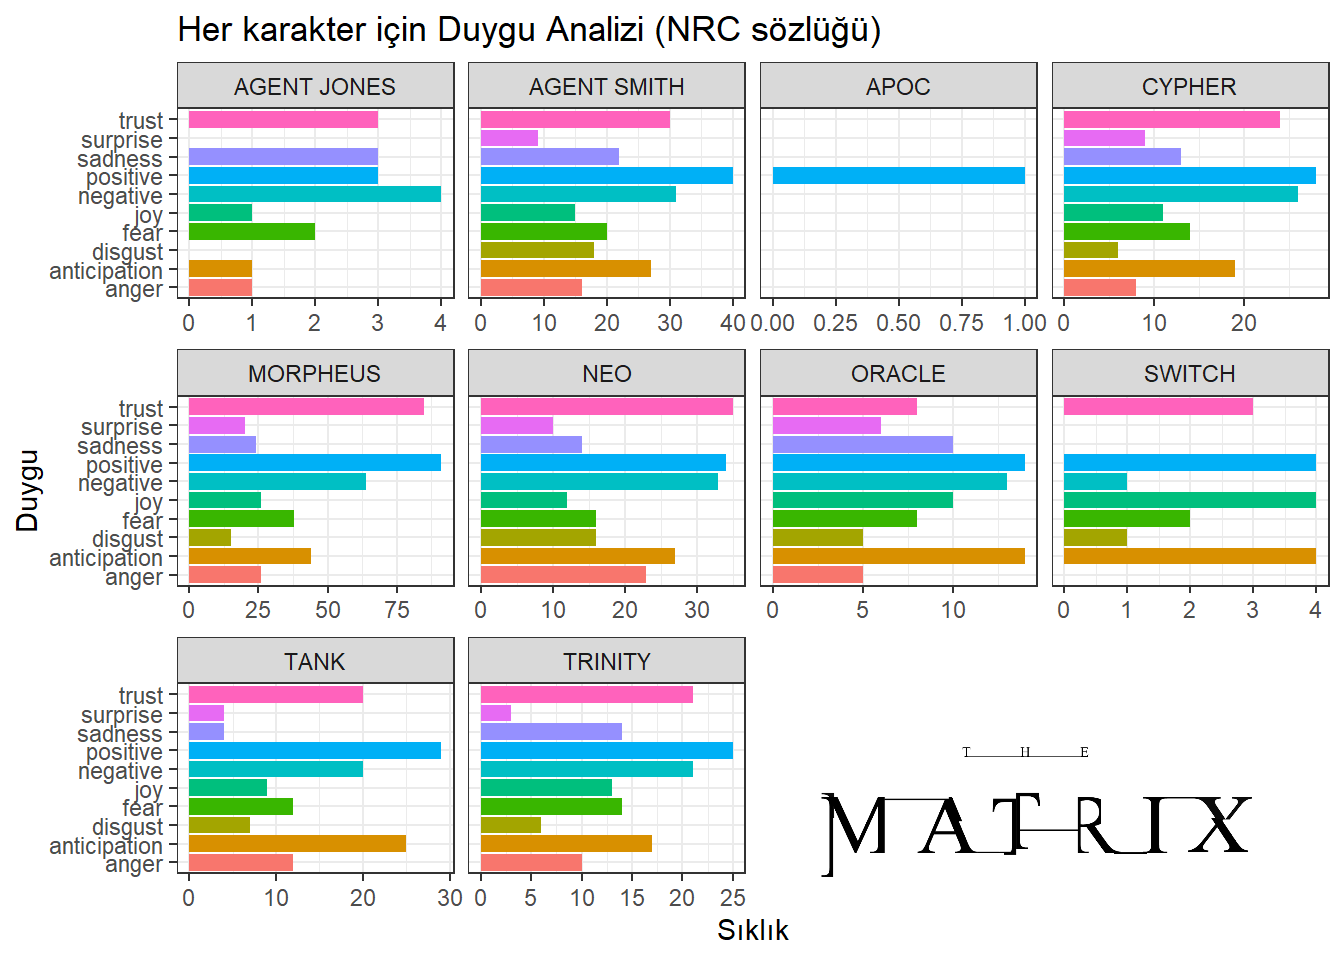 Her karakter için Duygu Analizi (NRC sözlüğü)
AGENT JONES AGENT SMITH APOC CYPHER
trust
surprise
sadness
positive
negative
joy
fear
disgust
anticipation
anger
0 1 2 3 4 0 10 20 30 40 0.00 0.25 0.50 0.75 1.00 0 10 20
MORPHEUS NEO ORACLE SWITCH
trust
surprise
sadness
positive
negative
joy
fear
disgust
anticipation
anger
0 25 50 75 0 10 20 30 0 5 10 0 1 2 3 4
Duygu
TANK TRINITY
trust
surprise
sadness
positive
negative
joy
fear
disgust
anticipation
anger
0 10 20 30 0 5 10 15 20 25
THE
MATRIX
Sıklık